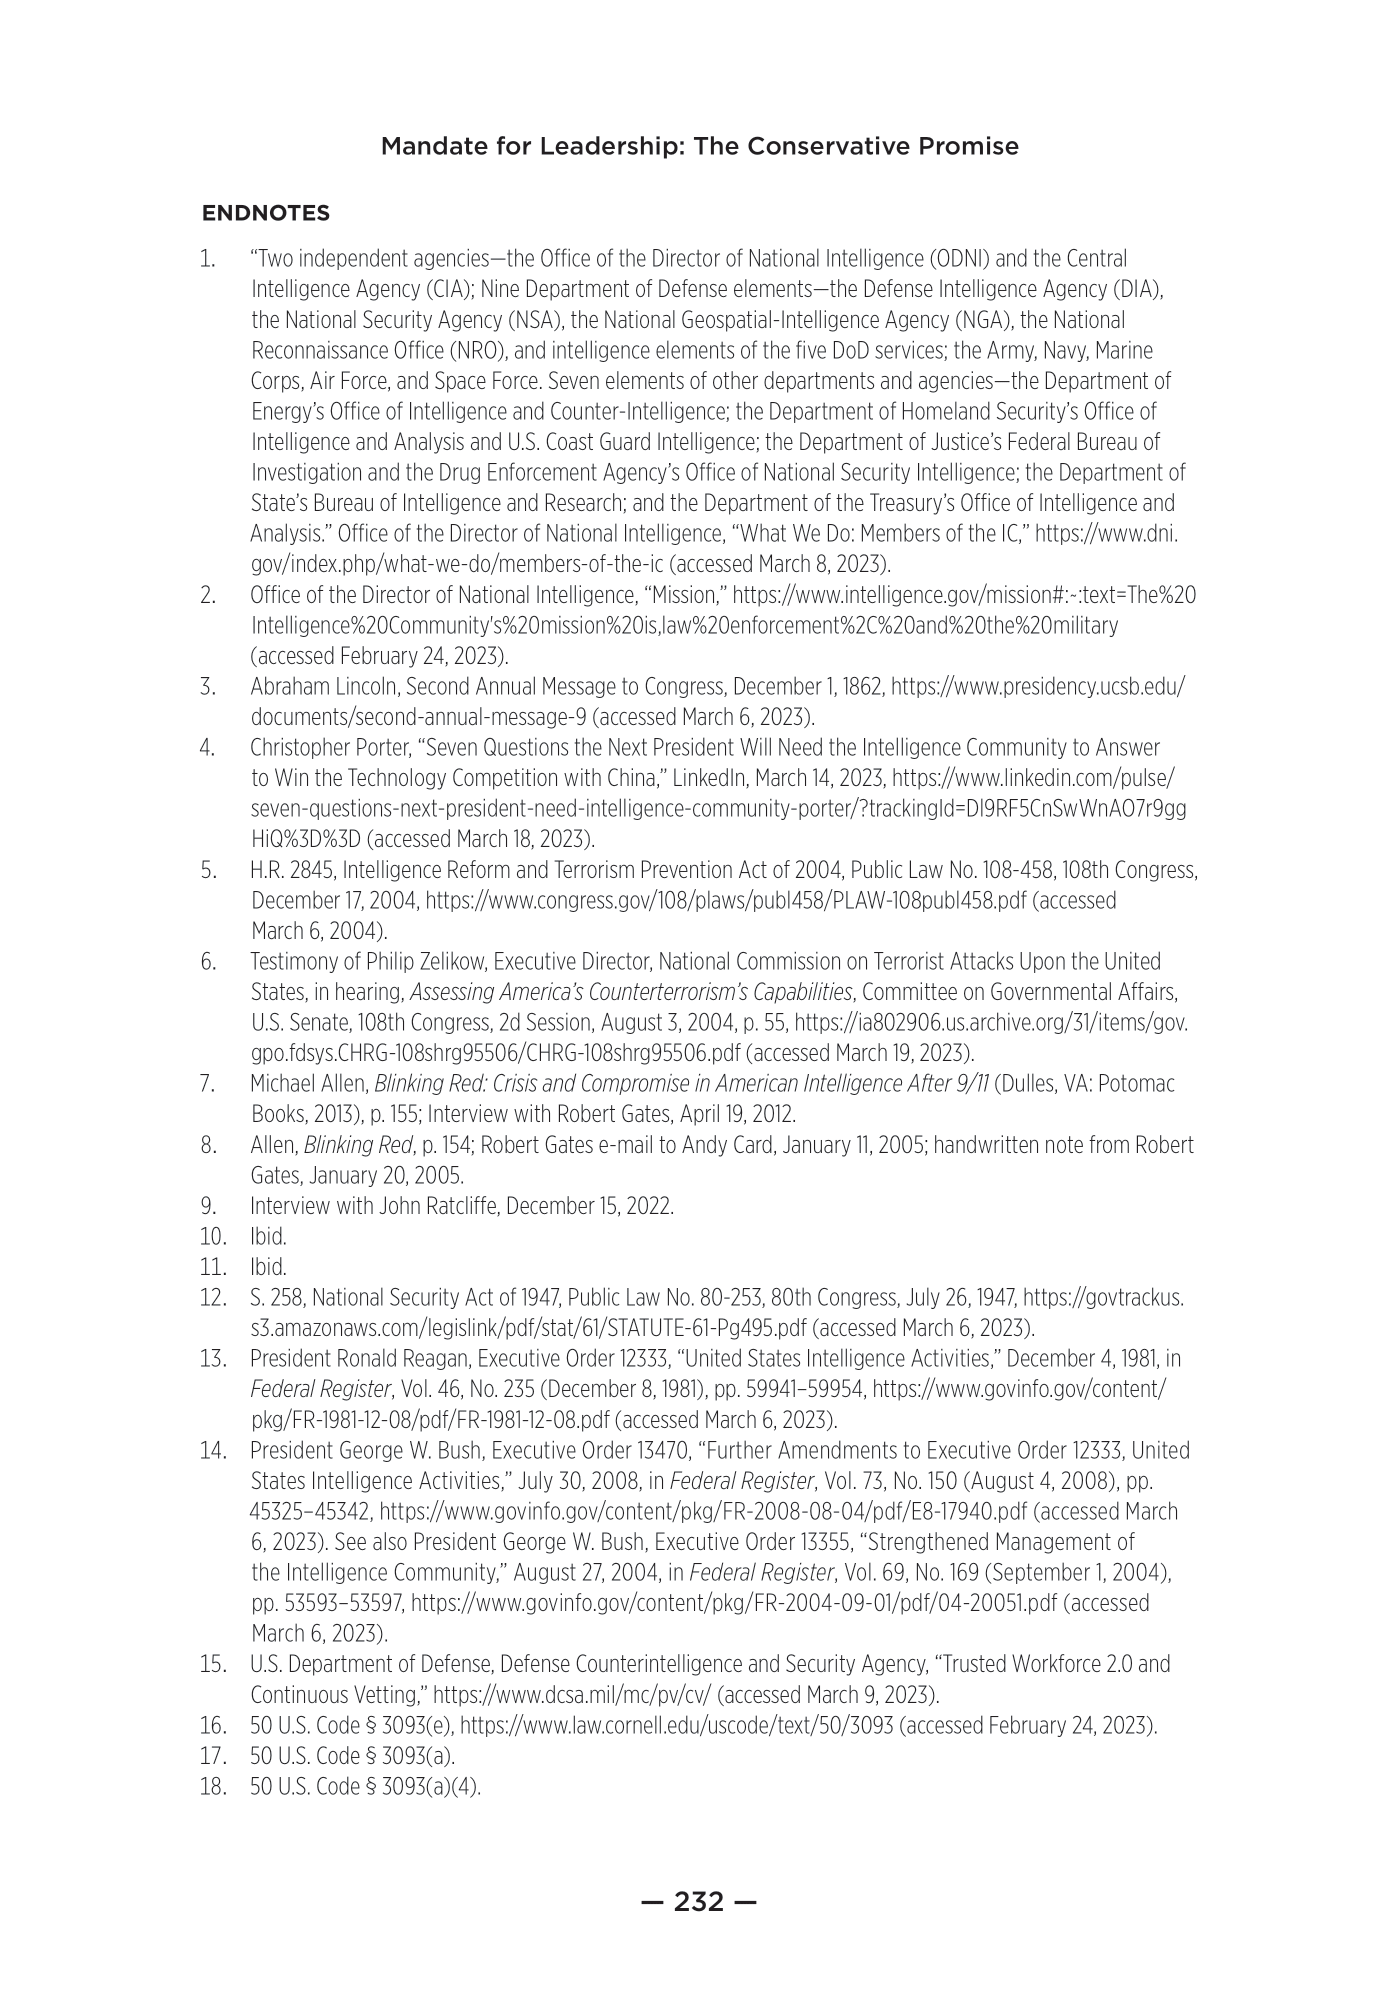 Mandate for Leadership: The Conservative Promise
ENDNOTES
1. “Two independent agencies—the Office of the Director of National Intelligence (ODNI) and the Central
Intelligence Agency (CIA); Nine Department of Defense elements—the Defense Intelligence Agency (DIA),
the National Security Agency (NSA), the National Geospatial-Intelligence Agency (NGA), the National
Reconnaissance Office (NRO), and intelligence elements of the five DoD services; the Army, Navy, Marine
Corps, Air Force, and Space Force. Seven elements of other departments and agencies—the Department of
Energy’s Office of Intelligence and Counter-Intelligence; the Department of Homeland Security’s Office of
Intelligence and Analysis and U.S. Coast Guard Intelligence; the Department of Justice’s Federal Bureau of
Investigation and the Drug Enforcement Agency’s Office of National Security Intelligence; the Department of
State’s Bureau of Intelligence and Research; and the Department of the Treasury’s Office of Intelligence and
Analysis.” Office of the Director of National Intelligence, “What We Do: Members of the IC,” https://www.dni.
gov/index.php/what-we-do/members-of-the-ic (accessed March 8, 2023).
2. Office of the Director of National Intelligence, “Mission,” https://www.intelligence.gov/mission#:~:text=The%20
Intelligence%20Community's%20mission%20is,law%20enforcement%2C%20and%20the%20military
(accessed February 24, 2023).
3. Abraham Lincoln, Second Annual Message to Congress, December 1, 1862, https://www.presidency.ucsb.edu/
documents/second-annual-message-9 (accessed March 6, 2023).
4. Christopher Porter, “Seven Questions the Next President Will Need the Intelligence Community to Answer
to Win the Technology Competition with China,” LinkedIn, March 14, 2023, https://www.linkedin.com/pulse/
seven-questions-next-president-need-intelligence-community-porter/?trackingId=Dl9RF5CnSwWnAO7r9gg
HiQ%3D%3D (accessed March 18, 2023).
5. H.R. 2845, Intelligence Reform and Terrorism Prevention Act of 2004, Public Law No. 108-458, 108th Congress,
December 17, 2004, https://www.congress.gov/108/plaws/publ458/PLAW-108publ458.pdf (accessed
March 6, 2004).
6. Testimony of Philip Zelikow, Executive Director, National Commission on Terrorist Attacks Upon the United
States, in hearing, Assessing America’s Counterterrorism’s Capabilities, Committee on Governmental Affairs,
U.S. Senate, 108th Congress, 2d Session, August 3, 2004, p. 55, https://ia802906.us.archive.org/31/items/gov.
gpo.fdsys.CHRG-108shrg95506/CHRG-108shrg95506.pdf (accessed March 19, 2023).
7. Michael Allen, Blinking Red: Crisis and Compromise in American Intelligence After 9/11 (Dulles, VA: Potomac
Books, 2013), p. 155; Interview with Robert Gates, April 19, 2012.
8. Allen, Blinking Red, p. 154; Robert Gates e-mail to Andy Card, January 11, 2005; handwritten note from Robert
Gates, January 20, 2005.
9. Interview with John Ratcliffe, December 15, 2022.
10. Ibid.
11. Ibid.
12. S. 258, National Security Act of 1947, Public Law No. 80-253, 80th Congress, July 26, 1947, https://govtrackus.
s3.amazonaws.com/legislink/pdf/stat/61/STATUTE-61-Pg495.pdf (accessed March 6, 2023).
13. President Ronald Reagan, Executive Order 12333, “United States Intelligence Activities,” December 4, 1981, in
Federal Register, Vol. 46, No. 235 (December 8, 1981), pp. 59941–59954, https://www.govinfo.gov/content/
pkg/FR-1981-12-08/pdf/FR-1981-12-08.pdf (accessed March 6, 2023).
14. President George W. Bush, Executive Order 13470, “Further Amendments to Executive Order 12333, United
States Intelligence Activities,” July 30, 2008, in Federal Register, Vol. 73, No. 150 (August 4, 2008), pp.
45325–45342, https://www.govinfo.gov/content/pkg/FR-2008-08-04/pdf/E8-17940.pdf (accessed March
6, 2023). See also President George W. Bush, Executive Order 13355, “Strengthened Management of
the Intelligence Community,” August 27, 2004, in Federal Register, Vol. 69, No. 169 (September 1, 2004),
pp. 53593–53597, https://www.govinfo.gov/content/pkg/FR-2004-09-01/pdf/04-20051.pdf (accessed
March 6, 2023).
15. U.S. Department of Defense, Defense Counterintelligence and Security Agency, “Trusted Workforce 2.0 and
Continuous Vetting,” https://www.dcsa.mil/mc/pv/cv/ (accessed March 9, 2023).
16. 50 U.S. Code § 3093(e), https://www.law.cornell.edu/uscode/text/50/3093 (accessed February 24, 2023).
17. 50 U.S. Code § 3093(a).
18. 50 U.S. Code § 3093(a)(4).
— 232 —